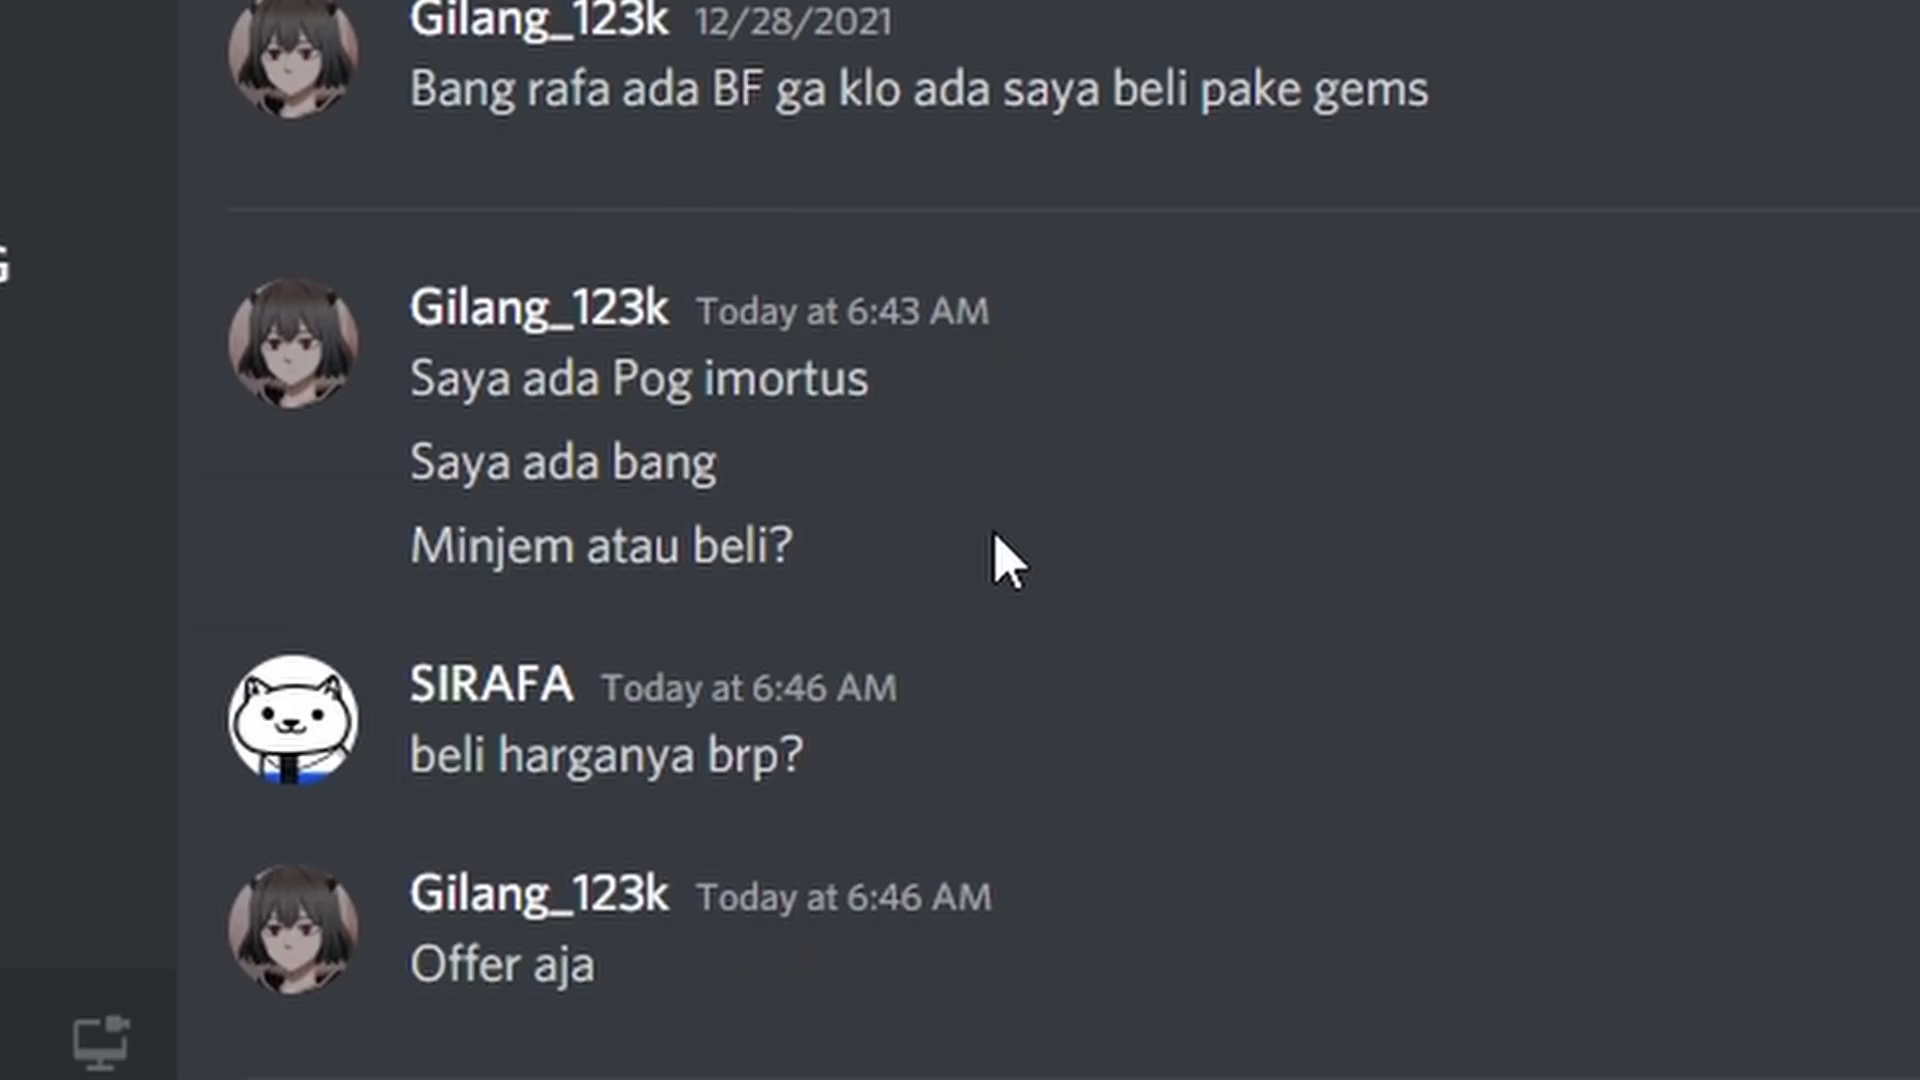 Gilang_123k 12/28/2021
Bang rafa ada BF ga klo ada saya beli pake gems
G
Gilang_123k Today at 6:43 AM
Saya ada Pog imortus
Saya ada bang
Minjem atau beli?
SIRAFA Today at 6:46 AM
beli harganya brp?
Gilang_123k Today at 6:46 AM
Offer aja